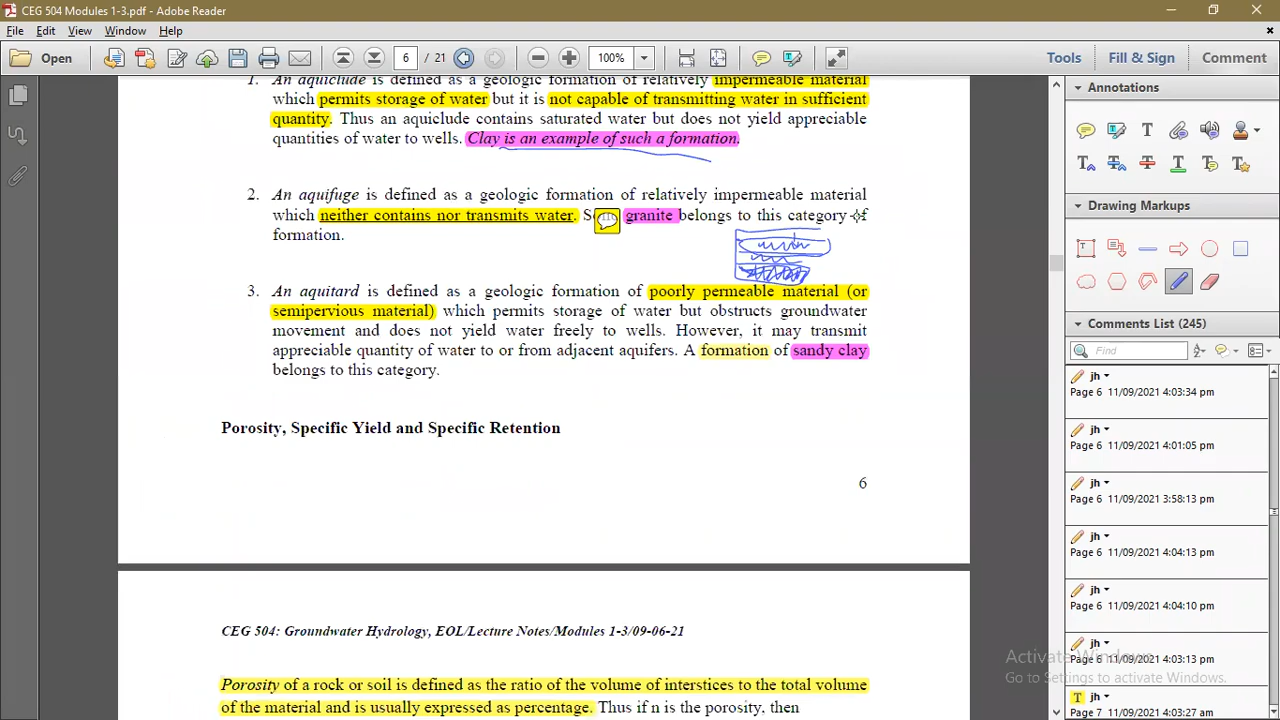 CEG 504 Modules 1-3.pdf - Adobe Reader
File Edit View Window Help
Open 6 / 21 100% Tools Fill & Sign Comment
1. An aquiclude is defined as a geologic formation of relatively impermeable material
which permits storage of water but it is not capable of transmitting water in sufficient
quantity. Thus an aquiclude contains saturated water but does not yield appreciable
quantities of water to wells. Clay is an example of such a formation.
2. An aquifuge is defined as a geologic formation of relatively impermeable material
which neither contains nor transmits water. granite belongs to this category of
formation.
3. An aquitard is defined as a geologic formation of poorly permeable material (or
semipervious material) which permits storage of water but obstructs groundwater
movement and does not yield water freely to wells. However, it may transmit
appreciable quantity of water to or from adjacent aquifers. A formation of sandy clay
belongs to this category.
Porosity, Specific Yield and Specific Retention
6
CEG 504: Groundwater Hydrology, EOL/Lecture Notes/Modules 1-3/09-06-21
Porosity of a rock or soil is defined as the ratio of the volume of interstices to the total volume
of the material and is usually expressed as percentage. Thus if n is the porosity, then
Annotations
Drawing Markups
Comments List (245)
Find
jh
Page 6 11/09/2021 4:03:34 pm
jh
Page 6 11/09/2021 4:01:05 pm
jh
Page 6 11/09/2021 3:58:13 pm
jh
Page 6 11/09/2021 4:04:13 pm
jh
Page 6 11/09/2021 4:04:10 pm
jh
Page 6 11/09/2021 4:03:13 pm
jh
Page 7 11/09/2021 4:03:27 am
Activate Windows
Go to Settings to activate Windows.